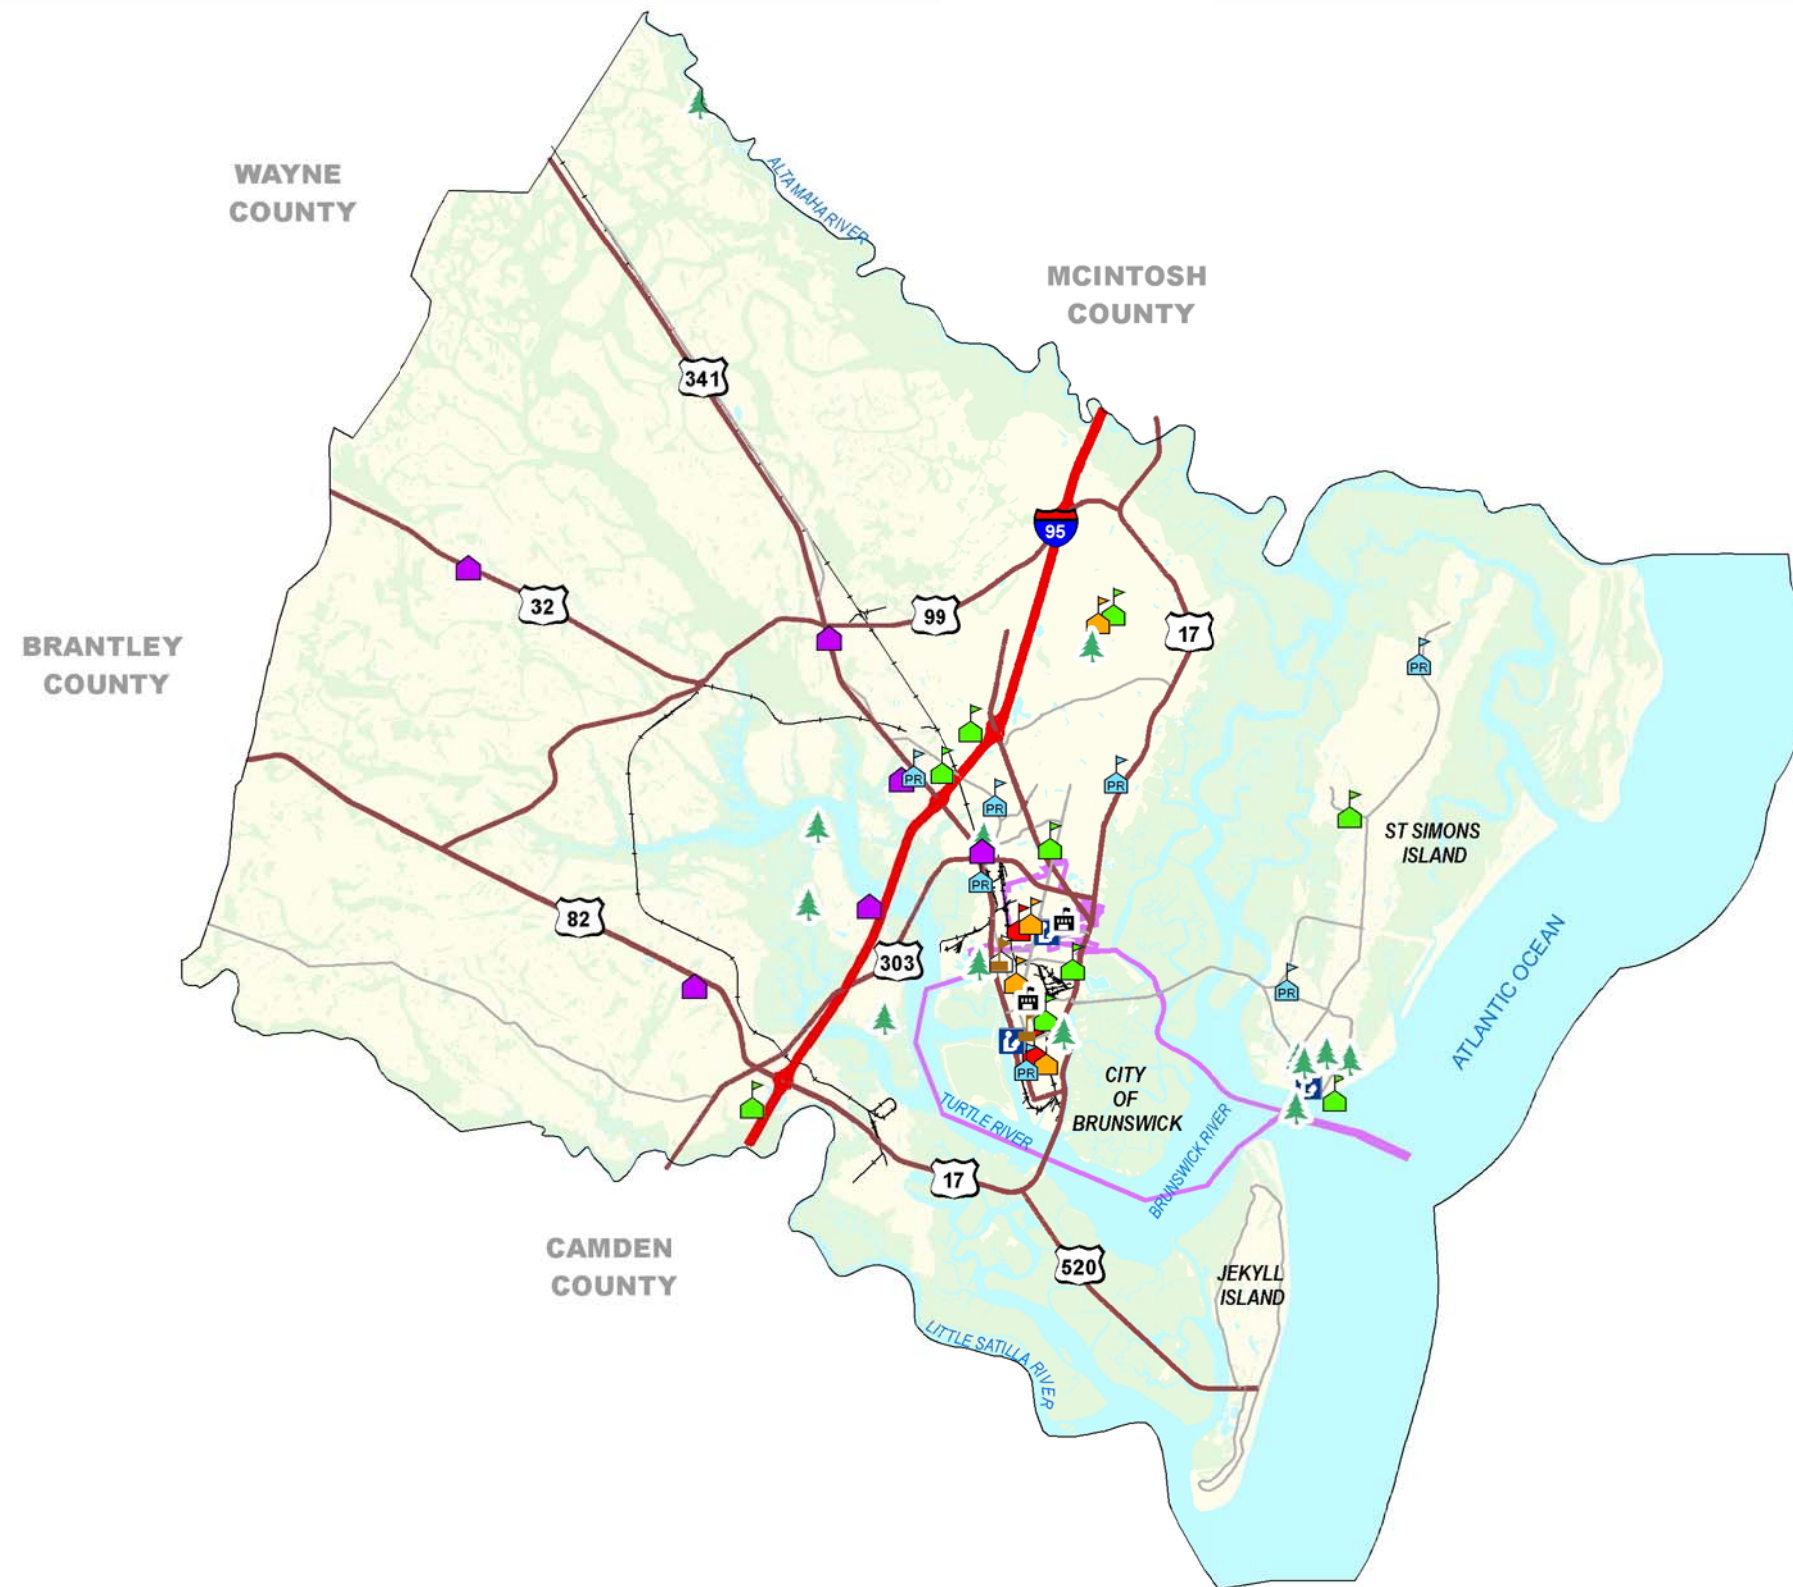 WAYNE
COUNTY
ALTAMAHA RIVER
MCINTOSH
COUNTY
341
95
32
99
17
BRANTLEY
COUNTY
PR
PR
PR
PR
ST SIMONS
ISLAND
PR
82
303
PR
ATLANTIC OCEAN
PR
CITY
OF
BRUNSWICK
TURTLE RIVER
BRUNSWICK RIVER
17
CAMDEN
COUNTY
520
JEKYLL
ISLAND
LITTLE SATILLA RIVER